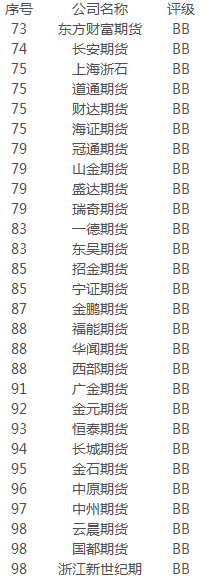 序号 公司名称 评级
73 东方财富期货 BB
74 长安期货 BB
75 上海浙石 BB
75 道通期货 BB
75 财达期货 BB
75 海证期货 BB
79 冠通期货 BB
79 山金期货 BB
79 盛达期货 BB
79 瑞奇期货 BB
83 一德期货 BB
83 东吴期货 BB
85 招金期货 BB
85 宁证期货 BB
87 金鹏期货 BB
88 福能期货 BB
88 华闻期货 BB
88 西部期货 BB
91 广金期货 BB
92 金元期货 BB
93 恒泰期货 BB
94 长城期货 BB
95 金石期货 BB
96 中原期货 BB
97 中州期货 BB
98 云晨期货 BB
98 国都期货 BB
98 浙江新世纪期 BB